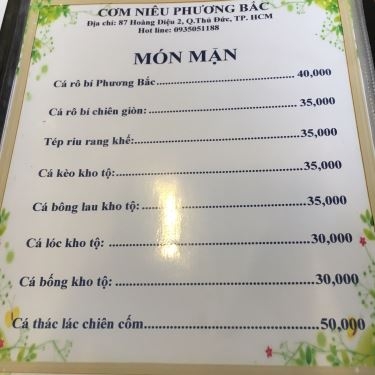 CƠM NIÊU PHƯƠNG BẮC
Địa chỉ: 87 Hoàng Diệu 2, Q.Thủ Đức, TP. HCM
Hot line: 0935051188
MÓN MẶN
Cá rô bí Phương Bắc................................................. 40,000
Cá rô bí chiên giòn:................................................. 35,000
Tép riu rang khế:...................................................35,000
Cá kèo kho tộ:.......................................................35,000
Cá bông lau kho tộ:................................................35,000
Cá lóc kho tộ: .......................................................30,000
Cá bống kho tộ: .....................................................30,000
Cá thác lác chiên cốm..............................................50,000